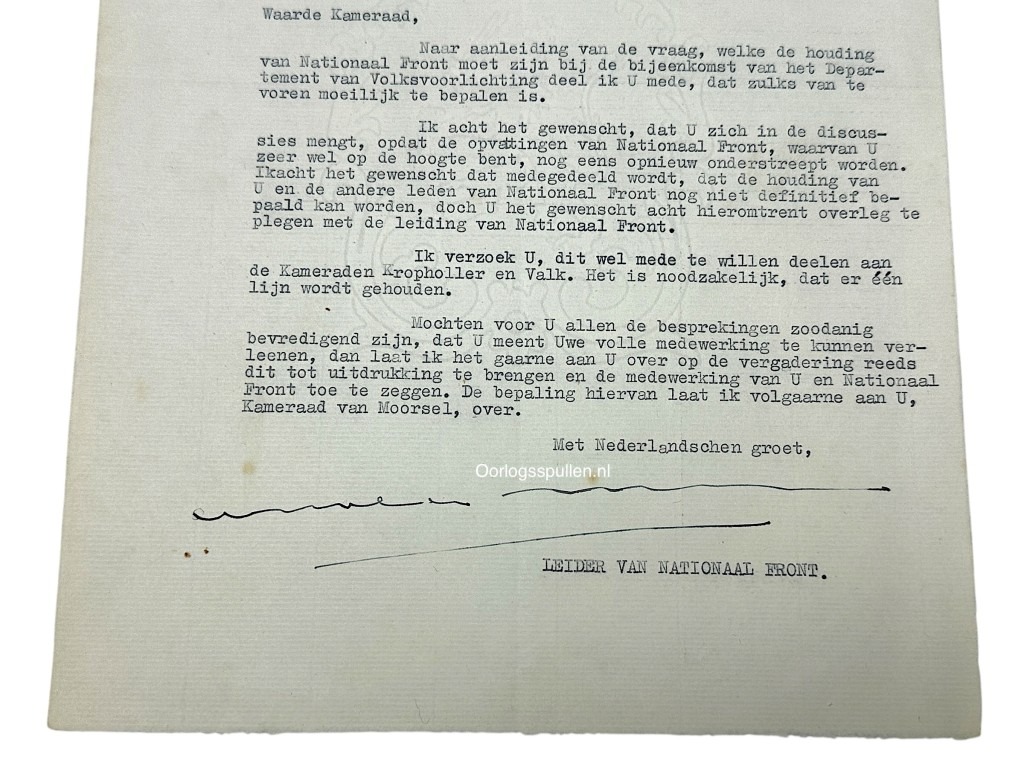 Waarde Kameraad,
Naar aanleiding van de vraag, welke de houding
van Nationaal Front moet zijn bij de bijeenkomst van het Depar-
tement van Volksvoorlichting deel ik U mede, dat zulks van te
voren moeilijk te bepalen is.
Ik acht het gewenscht, dat U zich in de discus-
sies mengt, opdat de opvattingen van Nationaal Front, waarvan U
zeer wel op de hoogte bent, nog eens opnieuw onderstreept worden.
Ikacht het gewenscht dat medegedeeld wordt, dat de houding van
U en de andere leden van Nationaal Front nog niet definitief be-
paald kan worden, doch U het gewenscht acht hieromtrent overleg te
plegen met de leiding van Nationaal Front.
Ik verzoek U, dit wel mede te willen deelen aan
de Kameraden Kropholler en Valk. Het is noodzakelijk, dat er één
lijn wordt gehouden.
Mochten voor U allen de besprekingen zoodanig
bevredigend zijn, dat U meent Uwe volle medewerking te kunnen ver-
leenen, dan laat ik het gaarne aan U over op de vergadering reeds
dit tot uitdrukking te brengen en de medewerking van U en Nationaal
Front toe te zeggen. De bepaling hiervan laat ik volgaarne aan U,
Kameraad van Moorsel, over.
Met Nederlandschen groet,
Oorlogsspullen.nl
LEIDER VAN NATIONAAL FRONT.